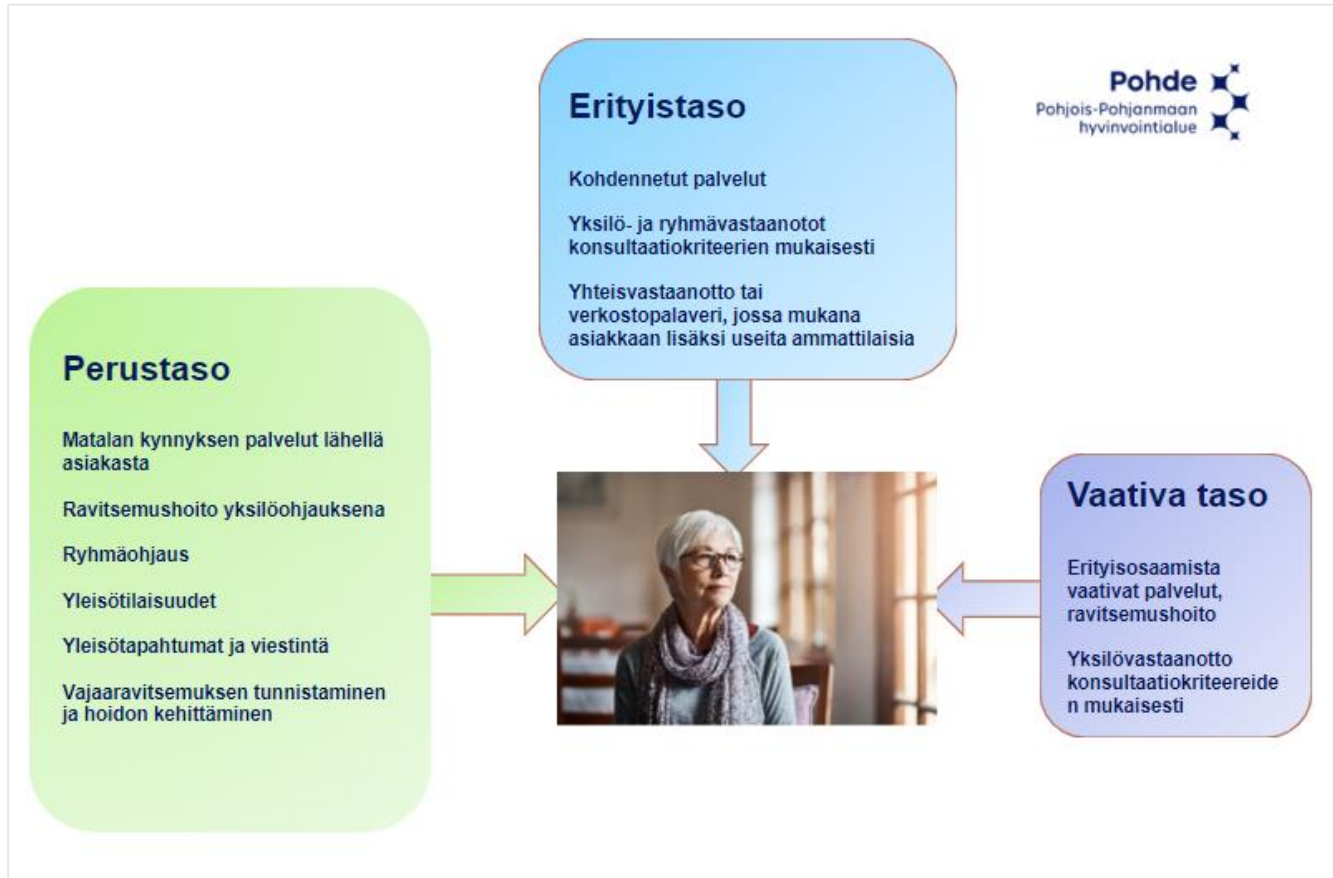 Pohde
Pohjois-Pohjanmaan
hyvinvointialue
Erityistaso
Kohdennetut palvelut
Yksilö- ja ryhmävastaanotot
konsultaatiokriteerien mukaisesti
Yhteisvastaanotto tai
verkostopalaveri, jossa mukana
asiakkaan lisäksi useita ammattilaisia
Perustaso
Matalan kynnyksen palvelut lähellä
asiakasta
Ravitsemushoito yksilöohjauksena
Ryhmäohjaus
Yleisötilaisuudet
Yleisötapahtumat ja viestintä
Vajaaravitsemuksen tunnistaminen
ja hoidon kehittäminen
Vaativa taso
Erityisosaamista
vaativat palvelut,
ravitsemushoito
Yksilövastaanotto
konsultaatiokriteereide
n mukaisesti